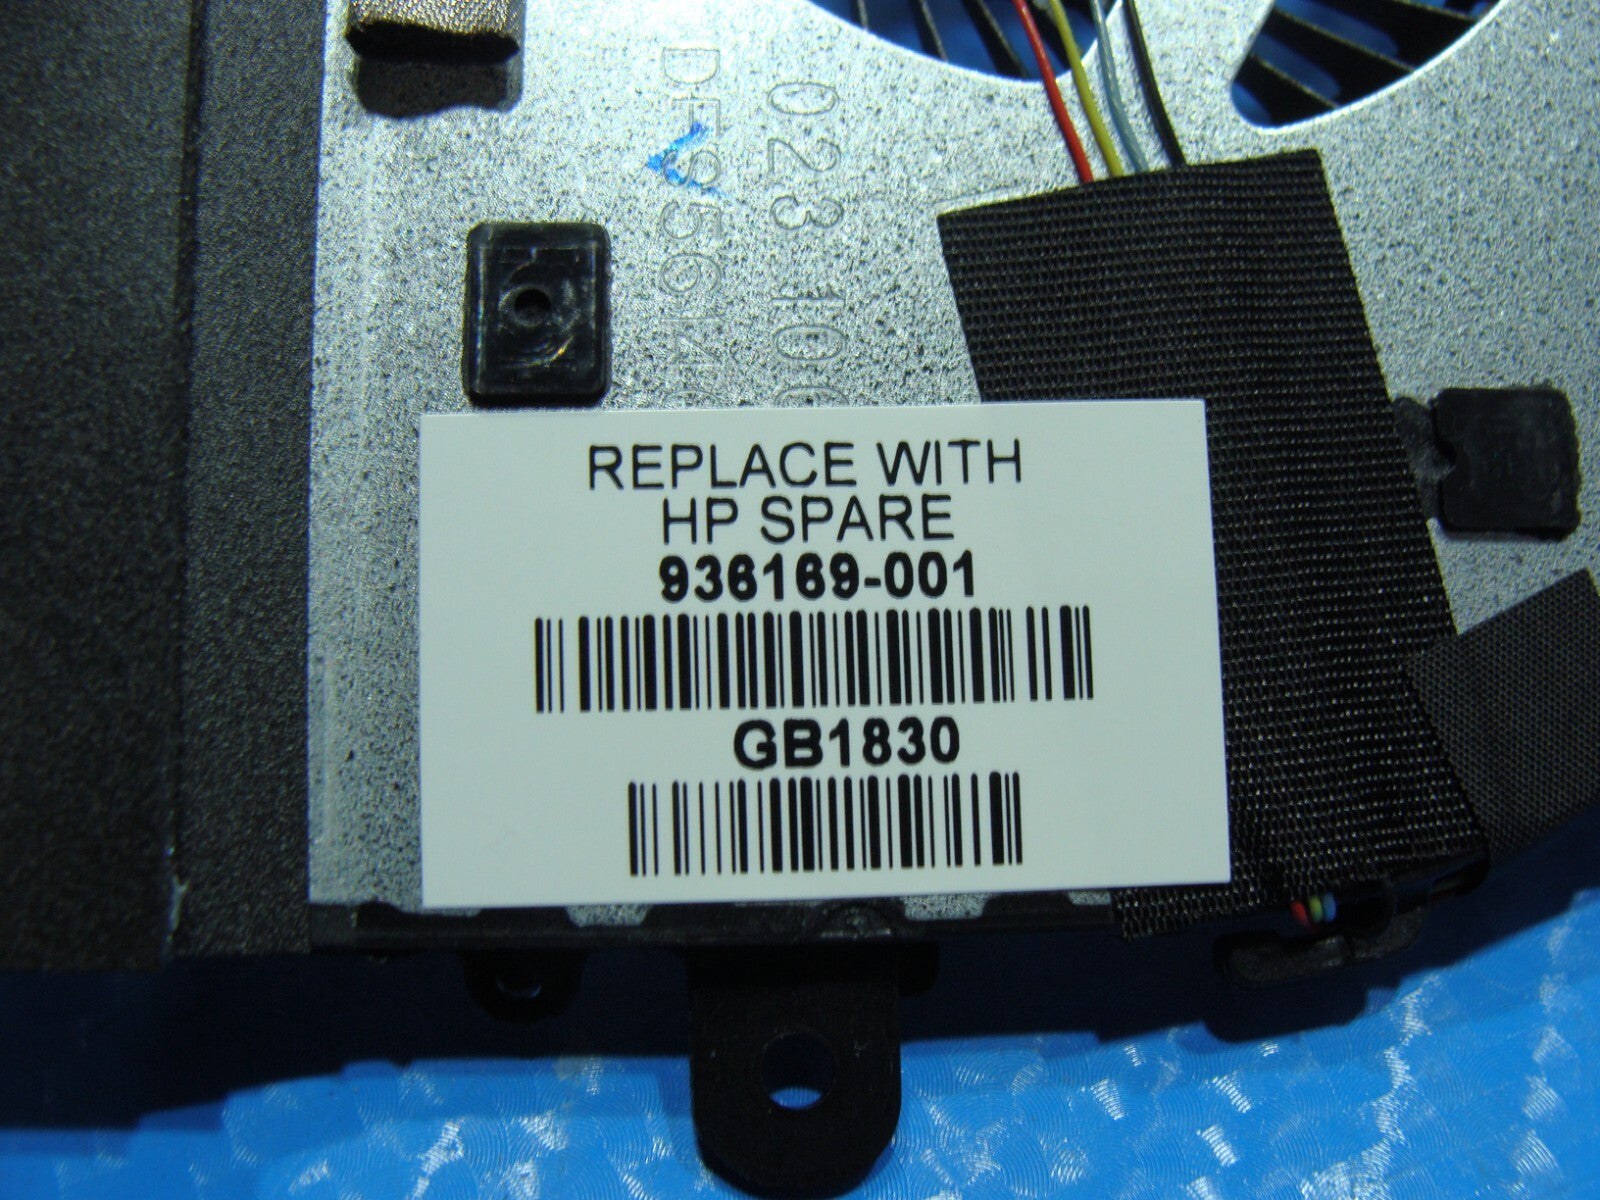 REPLACE WITH
HP SPARE
936169-001
GB1830